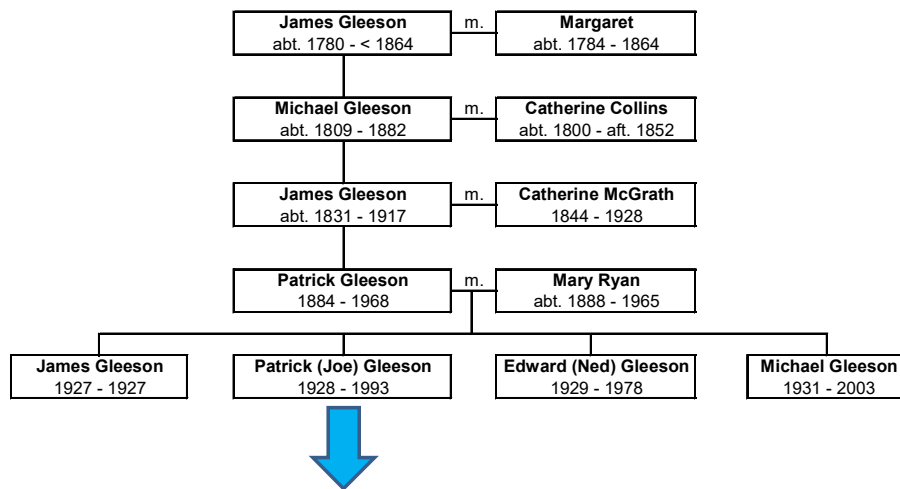 James Gleeson m. Margaret
abt. 1780 - < 1864 abt. 1784 - 1864
Michael Gleeson m. Catherine Collins
abt. 1809 - 1882 abt. 1800 - aft. 1852
James Gleeson m. Catherine McGrath
abt. 1831 - 1917 1844 - 1928
Patrick Gleeson m. Mary Ryan
1884 - 1968 abt. 1888 - 1965
James Gleeson Patrick (Joe) Gleeson Edward (Ned) Gleeson Michael Gleeson
1927 - 1927 1928 - 1993 1929 - 1978 1931 - 2003